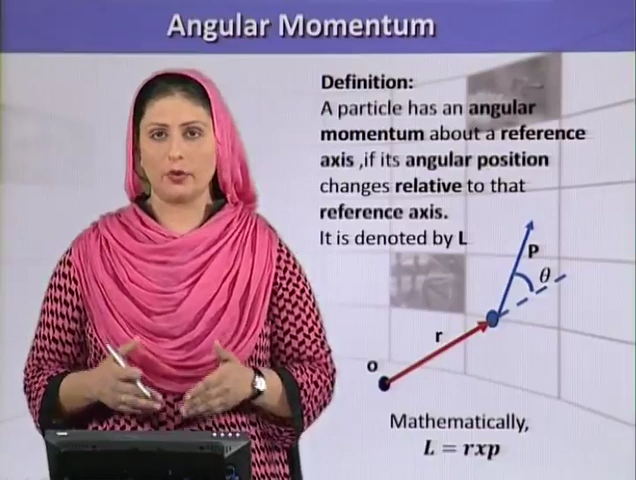 Angular Momentum
Definition:
A particle has an angular
momentum about a reference
axis ,if its angular position
changes relative to that
reference axis.
It is denoted by L
P
θ
r
O
Mathematically,
L = rxp